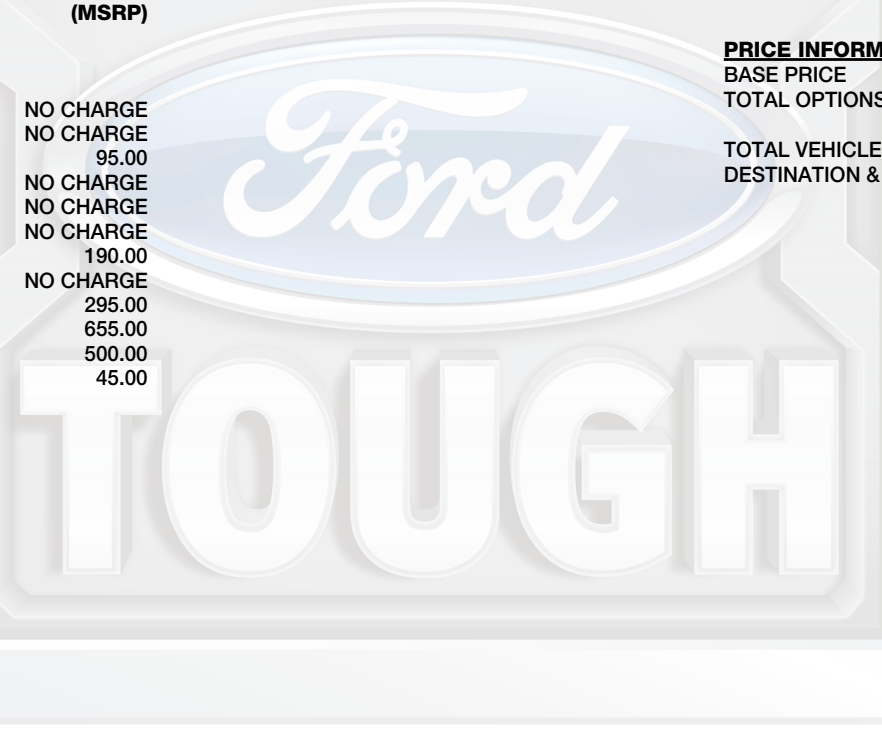 (MSRP)
NO CHARGE
NO CHARGE
95.00
NO CHARGE
NO CHARGE
NO CHARGE
190.00
NO CHARGE
295.00
655.00
500.00
45.00
PRICE INFORM
BASE PRICE
TOTAL OPTIONS
TOTAL VEHICLE
DESTINATION &
Ford
TOUGH